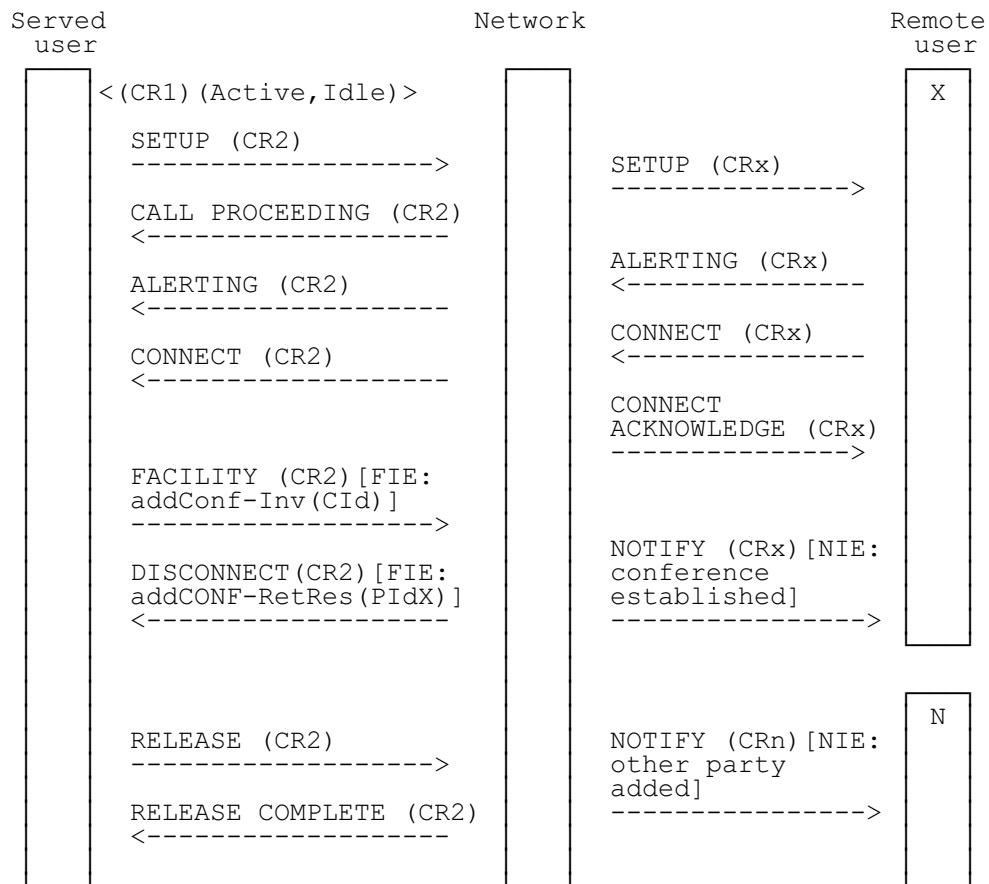 Served user
Network
Remote user
<(CR1)(Active,Idle)>
X
SETUP (CR2)
------------------->
SETUP (CRx)
--------------->
CALL PROCEEDING (CR2)
<-------------------
ALERTING (CRx)
<---------------
ALERTING (CR2)
<-------------------
CONNECT (CRx)
<---------------
CONNECT (CR2)
<-------------------
CONNECT
ACKNOWLEDGE (CRx)
--------------->
FACILITY (CR2)[FIE:
addConf-Inv(CId)]
------------------->
NOTIFY (CRx)[NIE:
conference
established]
---------------->
DISCONNECT(CR2)[FIE:
addCONF-RetRes(PIdX)]
<-------------------
N
RELEASE (CR2)
------------------->
NOTIFY (CRn)[NIE:
other party
added]
---------------->
RELEASE COMPLETE (CR2)
<-------------------